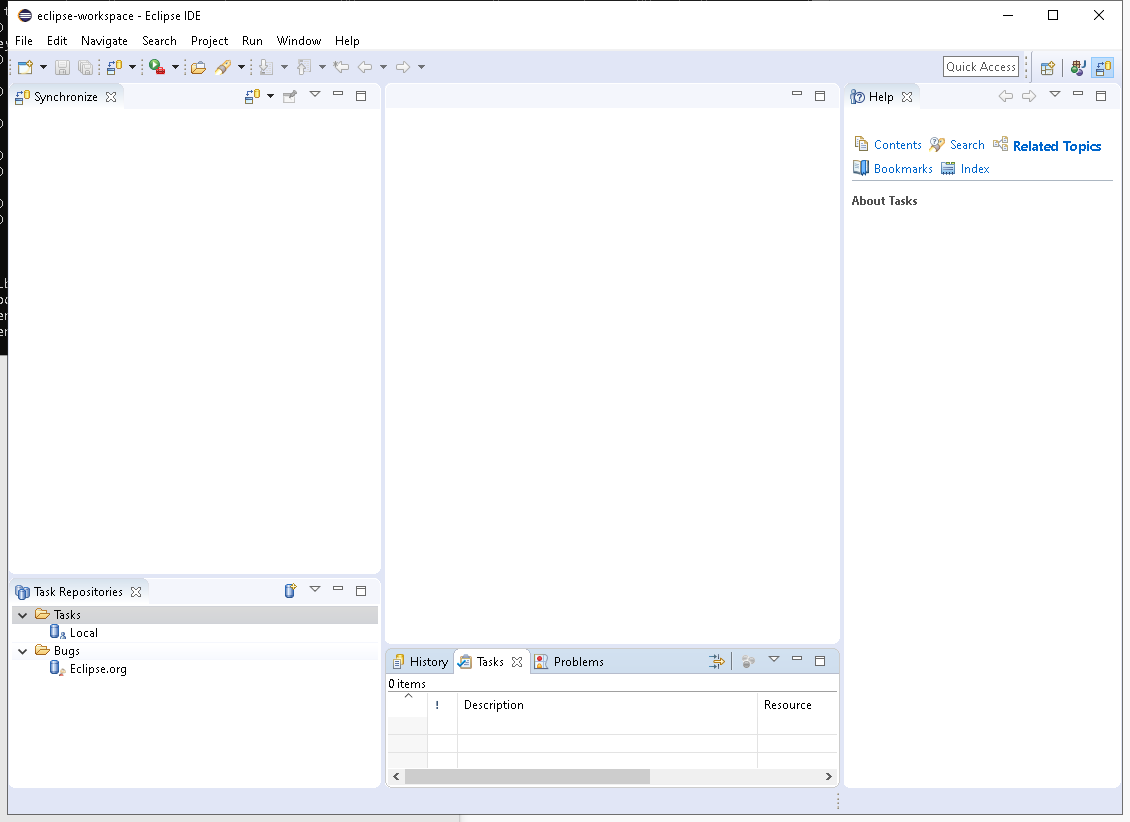 eclipse-workspace - Eclipse IDE
File Edit Navigate Search Project Run Window Help
Quick Access
Synchronize
Help
Contents Search Related Topics
Bookmarks Index
About Tasks
Task Repositories
Tasks
Local
Bugs
Eclipse.org
History Tasks Problems
0 items
! Description Resource